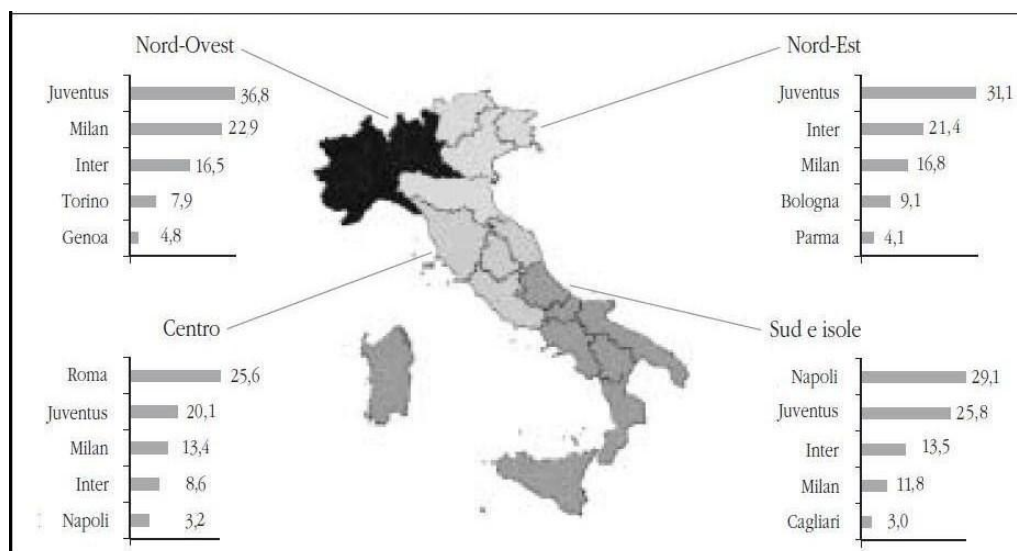 Nord-Ovest
Juventus 36,8
Milan 22,9
Inter 16,5
Torino 7,9
Genoa 4,8
Nord-Est
Juventus 31,1
Inter 21,4
Milan 16,8
Bologna 9,1
Parma 4,1
Centro
Roma 25,6
Juventus 20,1
Milan 13,4
Inter 8,6
Napoli 3,2
Sud e isole
Napoli 29,1
Juventus 25,8
Inter 13,5
Milan 11,8
Cagliari 3,0